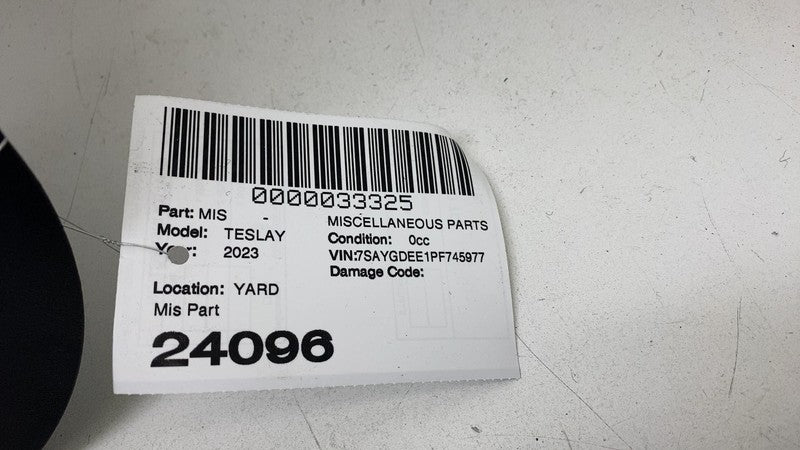 0000033325
Part: MIS - MISCELLANEOUS PARTS
Model: TESLAY Condition: 0cc
Year: 2023 VIN:7SAYGDEE1PF745977
Damage Code:
Location: YARD
Mis Part
24096